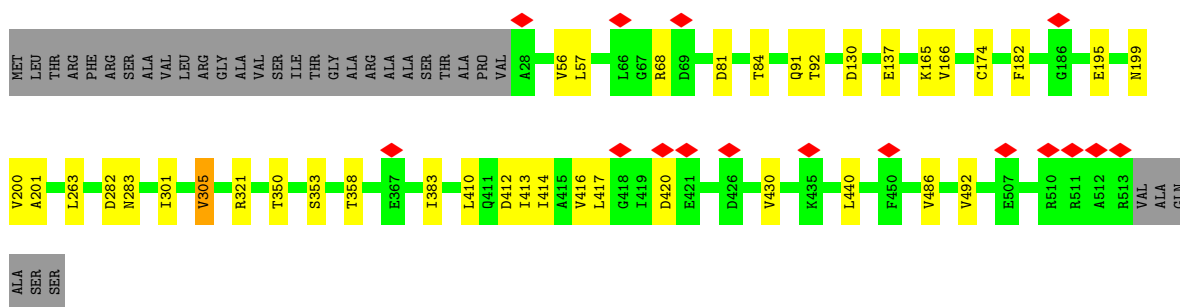 MET LEU THR ARG PHE ARG SER ALA VAL LEU ARG GLY ALA VAL SER ILE THR GLY ALA ARG ALA ALA SER THR ALA PRO VAL A28 V56 L57 L66 G67 R68 D69 D81 T84 Q91 T92 D130 E137 K165 V166 C174 F182 G186 E195 N199
V200 A201 L263 D282 N283 I301 V305 R321 T350 S353 T358 E367 I383 L410 Q411 D412 I413 I414 A415 V416 L417 G418 I419 D420 E421 D426 V430 K435 L440 F450 V486 V492 E507 R510 R511 A512 R513 VAL ALA GLN
ALA SER SER